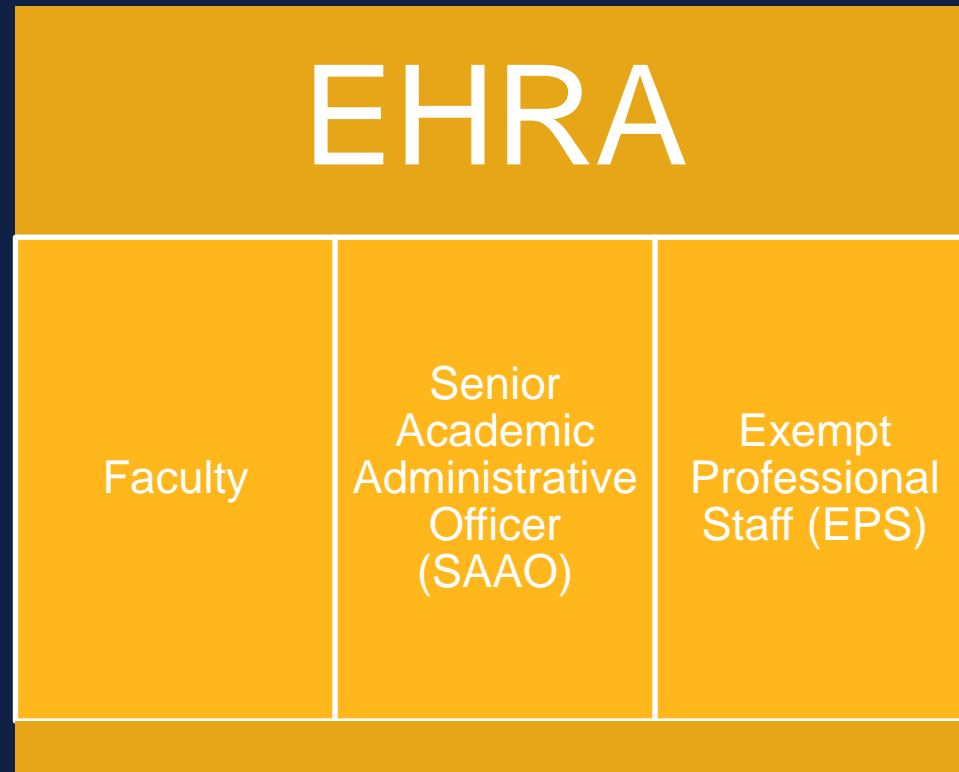 EHRA
Faculty
Senior
Academic
Administrative
Officer
(SAAO)
Exempt
Professional
Staff (EPS)